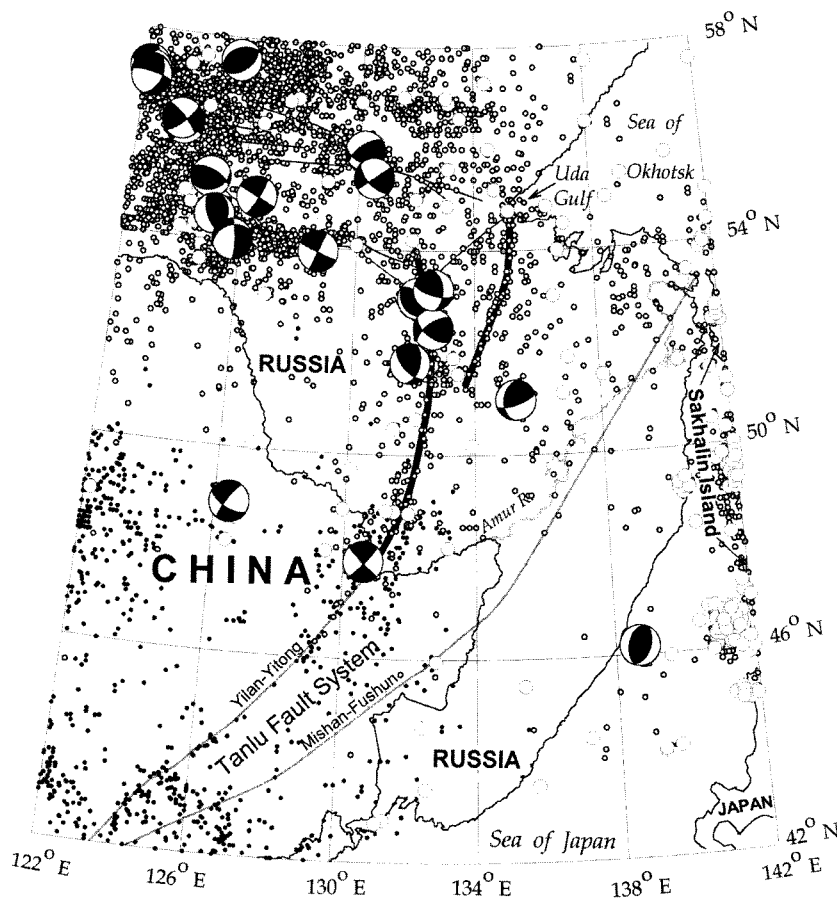 58° N
Sea of
Okhotsk
Uda
Gulf
54° N
RUSSIA
Sakhalin Island
50° N
Amur R.
CHINA
46° N
Yilan-Yitong
Tanlu Fault System
Mishan-Fushun
RUSSIA
JAPAN
Sea of Japan
42° N
122° E
126° E
130° E
134° E
138° E
142° E